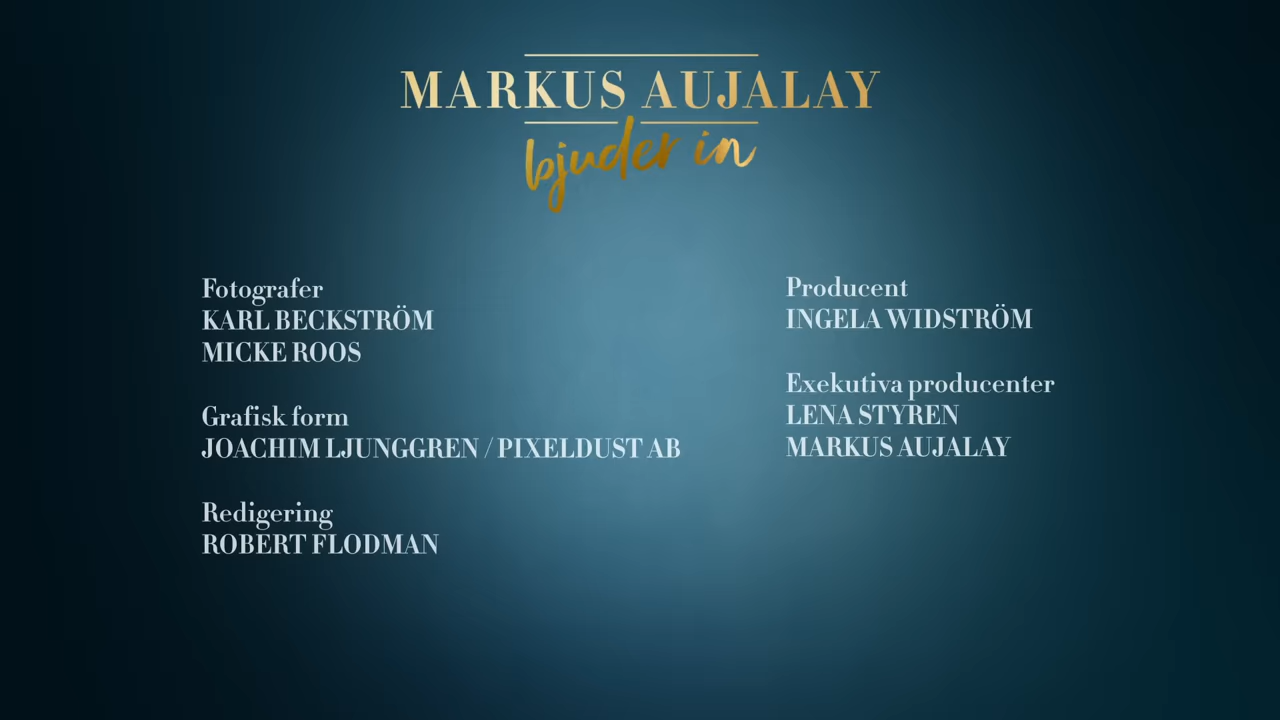 MARKUS AUJALAY
bjuder in
Fotografer
KARL BECKSTRÖM
MICKE ROOS
Grafisk form
JOACHIM LJUNGGREN / PIXELDUST AB
Redigering
ROBERT FLODMAN
Producent
INGELA WIDSTRÖM
Exekutiva producenter
LENA STYREN
MARKUS AUJALAY